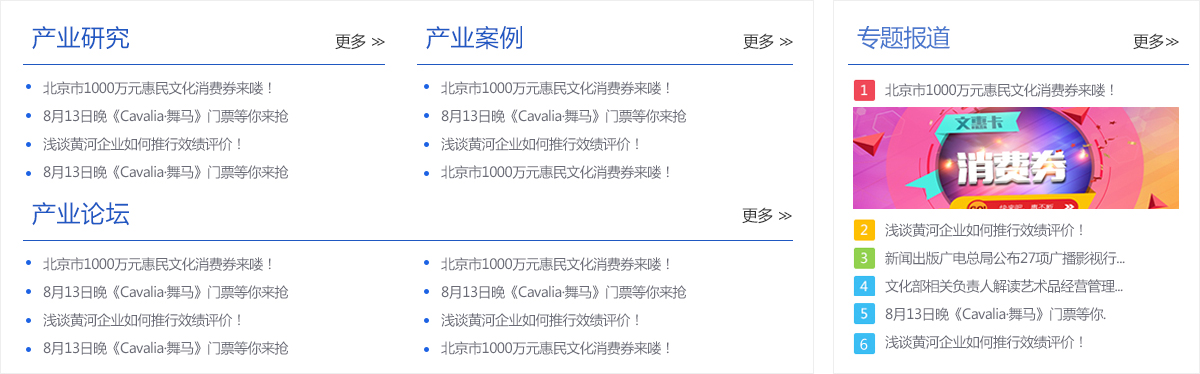 产业研究
更多 >>
北京市1000万元惠民文化消费券来喽！
8月13日晚《Cavalia·舞马》门票等你来抢
浅谈黄河企业如何推行效绩评价！
8月13日晚《Cavalia·舞马》门票等你来抢
产业案例
更多 >>
北京市1000万元惠民文化消费券来喽！
8月13日晚《Cavalia·舞马》门票等你来抢
浅谈黄河企业如何推行效绩评价！
北京市1000万元惠民文化消费券来喽！
产业论坛
更多 >>
北京市1000万元惠民文化消费券来喽！
8月13日晚《Cavalia·舞马》门票等你来抢
浅谈黄河企业如何推行效绩评价！
8月13日晚《Cavalia·舞马》门票等你来抢
北京市1000万元惠民文化消费券来喽！
8月13日晚《Cavalia·舞马》门票等你来抢
浅谈黄河企业如何推行效绩评价！
北京市1000万元惠民文化消费券来喽！
专题报道
更多>>
1 北京市1000万元惠民文化消费券来喽！
文惠卡
消费券
2 浅谈黄河企业如何推行效绩评价！
3 新闻出版广电总局公布27项广播影视行...
4 文化部相关负责人解读艺术品经营管理...
5 8月13日晚《Cavalia·舞马》门票等你.
6 浅谈黄河企业如何推行效绩评价！